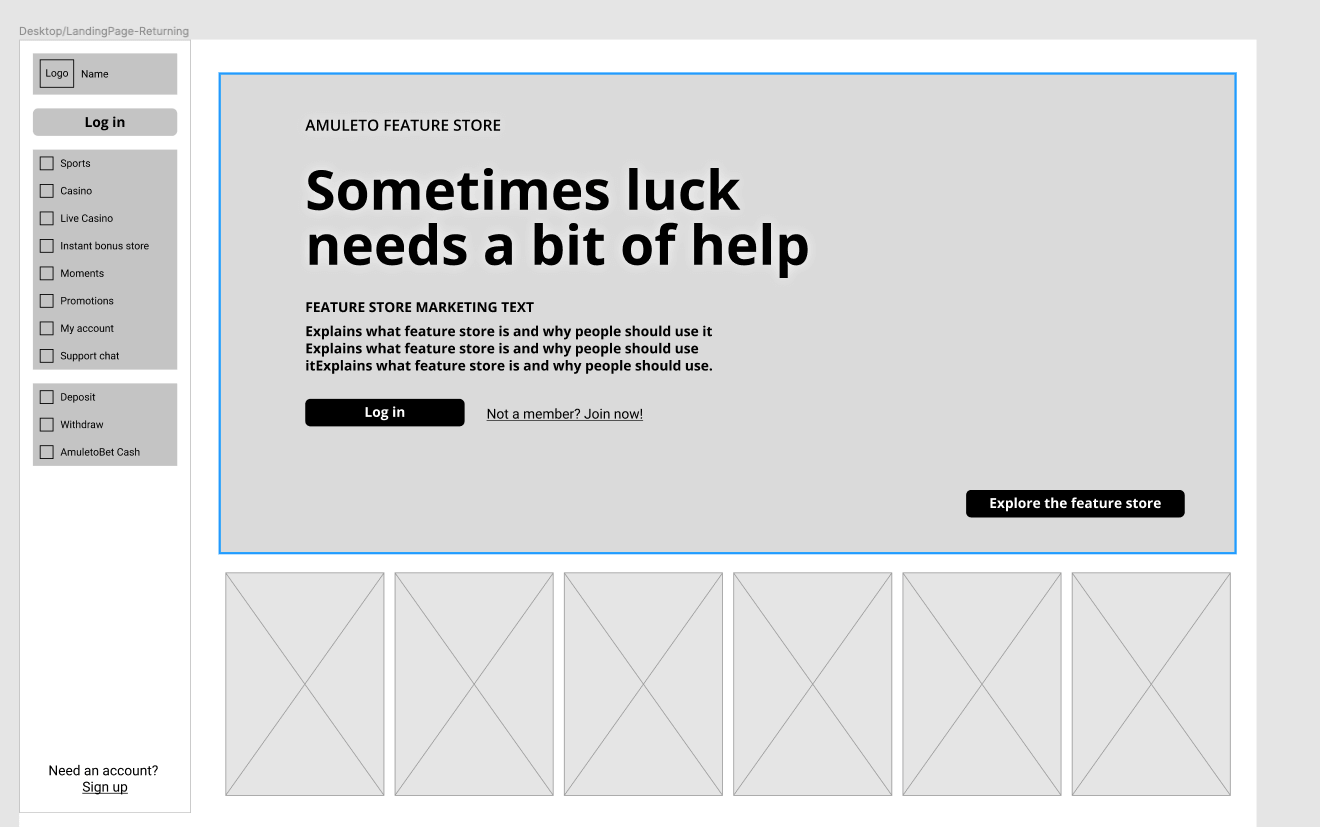 Desktop/LandingPage-Returning
Logo
Name
Log in
Sports
Casino
Live Casino
Instant bonus store
Moments
Promotions
My account
Support chat
Deposit
Withdraw
AmuletoBet Cash
Need an account?
Sign up
AMULETO FEATURE STORE
Sometimes luck
needs a bit of help
FEATURE STORE MARKETING TEXT
Explains what feature store is and why people should use it
Explains what feature store is and why people should use
itExplains what feature store is and why people should use.
Log in
Not a member? Join now!
Explore the feature store